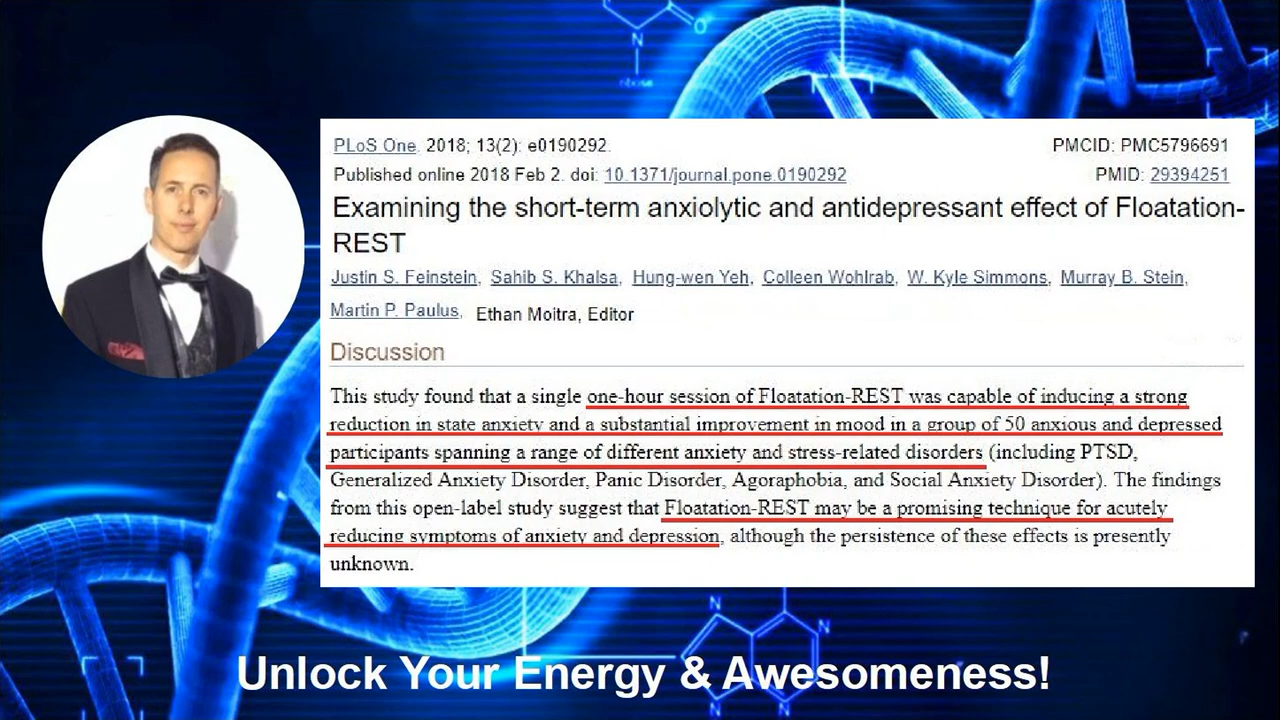 O
N
ribose
PLoS One. 2018; 13(2): e0190292. PMCID: PMC5796691
Published online 2018 Feb 2. doi: 10.1371/journal.pone.0190292 PMID: 29394251
Examining the short-term anxiolytic and antidepressant effect of Floatation-
REST
Justin S. Feinstein, Sahib S. Khalsa, Hung-wen Yeh, Colleen Wohlrab, W. Kyle Simmons, Murray B. Stein,
Martin P. Paulus, Ethan Moitra, Editor
Discussion
This study found that a single one-hour session of Floatation-REST was capable of inducing a strong
reduction in state anxiety and a substantial improvement in mood in a group of 50 anxious and depressed
participants spanning a range of different anxiety and stress-related disorders (including PTSD,
Generalized Anxiety Disorder, Panic Disorder, Agoraphobia, and Social Anxiety Disorder). The findings
from this open-label study suggest that Floatation-REST may be a promising technique for acutely
reducing symptoms of anxiety and depression, although the persistence of these effects is presently
unknown.
N N
Unlock Your Energy & Awesomeness!
N N